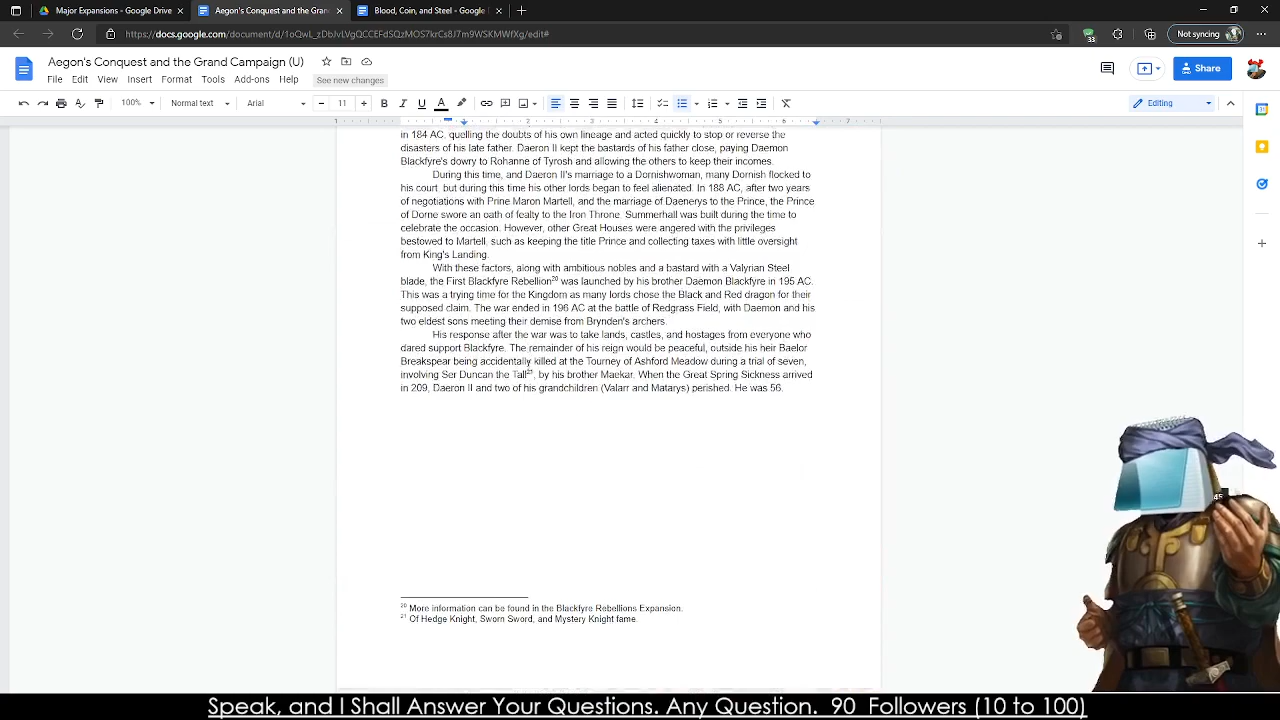 Major Expansions - Google Drive
Aegon's Conquest and the Gran
Blood, Coin, and Steel - Google
https://docs.google.com/document/d/1oQwL_zDbJvLVgQCCEFdSQzMOS7krCs8J7m9WSKMWfXg/edit#
Not syncing
Aegon's Conquest and the Grand Campaign (U)
File Edit View Insert Format Tools Add-ons Help See new changes
Share
100% Normal text Arial 11
Editing
in 184 AC, quelling the doubts of his own lineage and acted quickly to stop or reverse the
disasters of his late father. Daeron II kept the bastards of his father close, paying Daemon
Blackfyre's dowry to Rohanne of Tyrosh and allowing the others to keep their incomes.
During this time, and Daeron II's marriage to a Dornishwoman, many Dornish flocked to
his court but during this time his other lords began to feel alienated. In 188 AC, after two years
of negotiations with Prine Maron Martell, and the marriage of Daenerys to the Prince, the Prince
of Dorne swore an oath of fealty to the Iron Throne. Summerhall was built during the time to
celebrate the occasion. However, other Great Houses were angered with the privileges
bestowed to Martell, such as keeping the title Prince and collecting taxes with little oversight
from King's Landing.
With these factors, along with ambitious nobles and a bastard with a Valyrian Steel
blade, the First Blackfyre Rebellion20 was launched by his brother Daemon Blackfyre in 195 AC.
This was a trying time for the Kingdom as many lords chose the Black and Red dragon for their
supposed claim. The war ended in 196 AC at the battle of Redgrass Field, with Daemon and his
two eldest sons meeting their demise from Brynden's archers.
His response after the war was to take lands, castles, and hostages from everyone who
dared support Blackfyre. The remainder of his reign would be peaceful, outside his heir Baelor
Breakspear being accidentally killed at the Tourney of Ashford Meadow during a trial of seven,
involving Ser Duncan the Tall21, by his brother Maekar. When the Great Spring Sickness arrived
in 209, Daeron II and two of his grandchildren (Valarr and Matarys) perished. He was 56.
20 More information can be found in the Blackfyre Rebellions Expansion.
21 Of Hedge Knight, Sworn Sword, and Mystery Knight fame.
Speak, and I Shall Answer Your Questions. Any Question. 90 Followers (10 to 100)